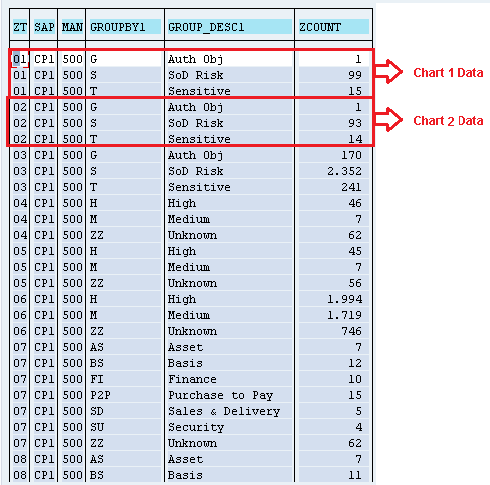 ZT SAP MAN GROUPBY1 GROUP_DESC1 ZCOUNT
01 CP1 500 G Auth Obj 1
01 CP1 500 S SoD Risk 99
Chart 1 Data
01 CP1 500 T Sensitive 15
02 CP1 500 G Auth Obj 1
02 CP1 500 S SoD Risk 93
Chart 2 Data
02 CP1 500 T Sensitive 14
03 CP1 500 G Auth Obj 170
03 CP1 500 S SoD Risk 2.352
03 CP1 500 T Sensitive 241
04 CP1 500 H High 46
04 CP1 500 M Medium 7
04 CP1 500 ZZ Unknown 62
05 CP1 500 H High 45
05 CP1 500 M Medium 7
05 CP1 500 ZZ Unknown 56
06 CP1 500 H High 1.994
06 CP1 500 M Medium 1.719
06 CP1 500 ZZ Unknown 746
07 CP1 500 AS Asset 7
07 CP1 500 BS Basis 12
07 CP1 500 FI Finance 10
07 CP1 500 P2P Purchase to Pay 15
07 CP1 500 SD Sales & Delivery 5
07 CP1 500 SU Security 4
07 CP1 500 ZZ Unknown 62
08 CP1 500 AS Asset 7
08 CP1 500 BS Basis 11